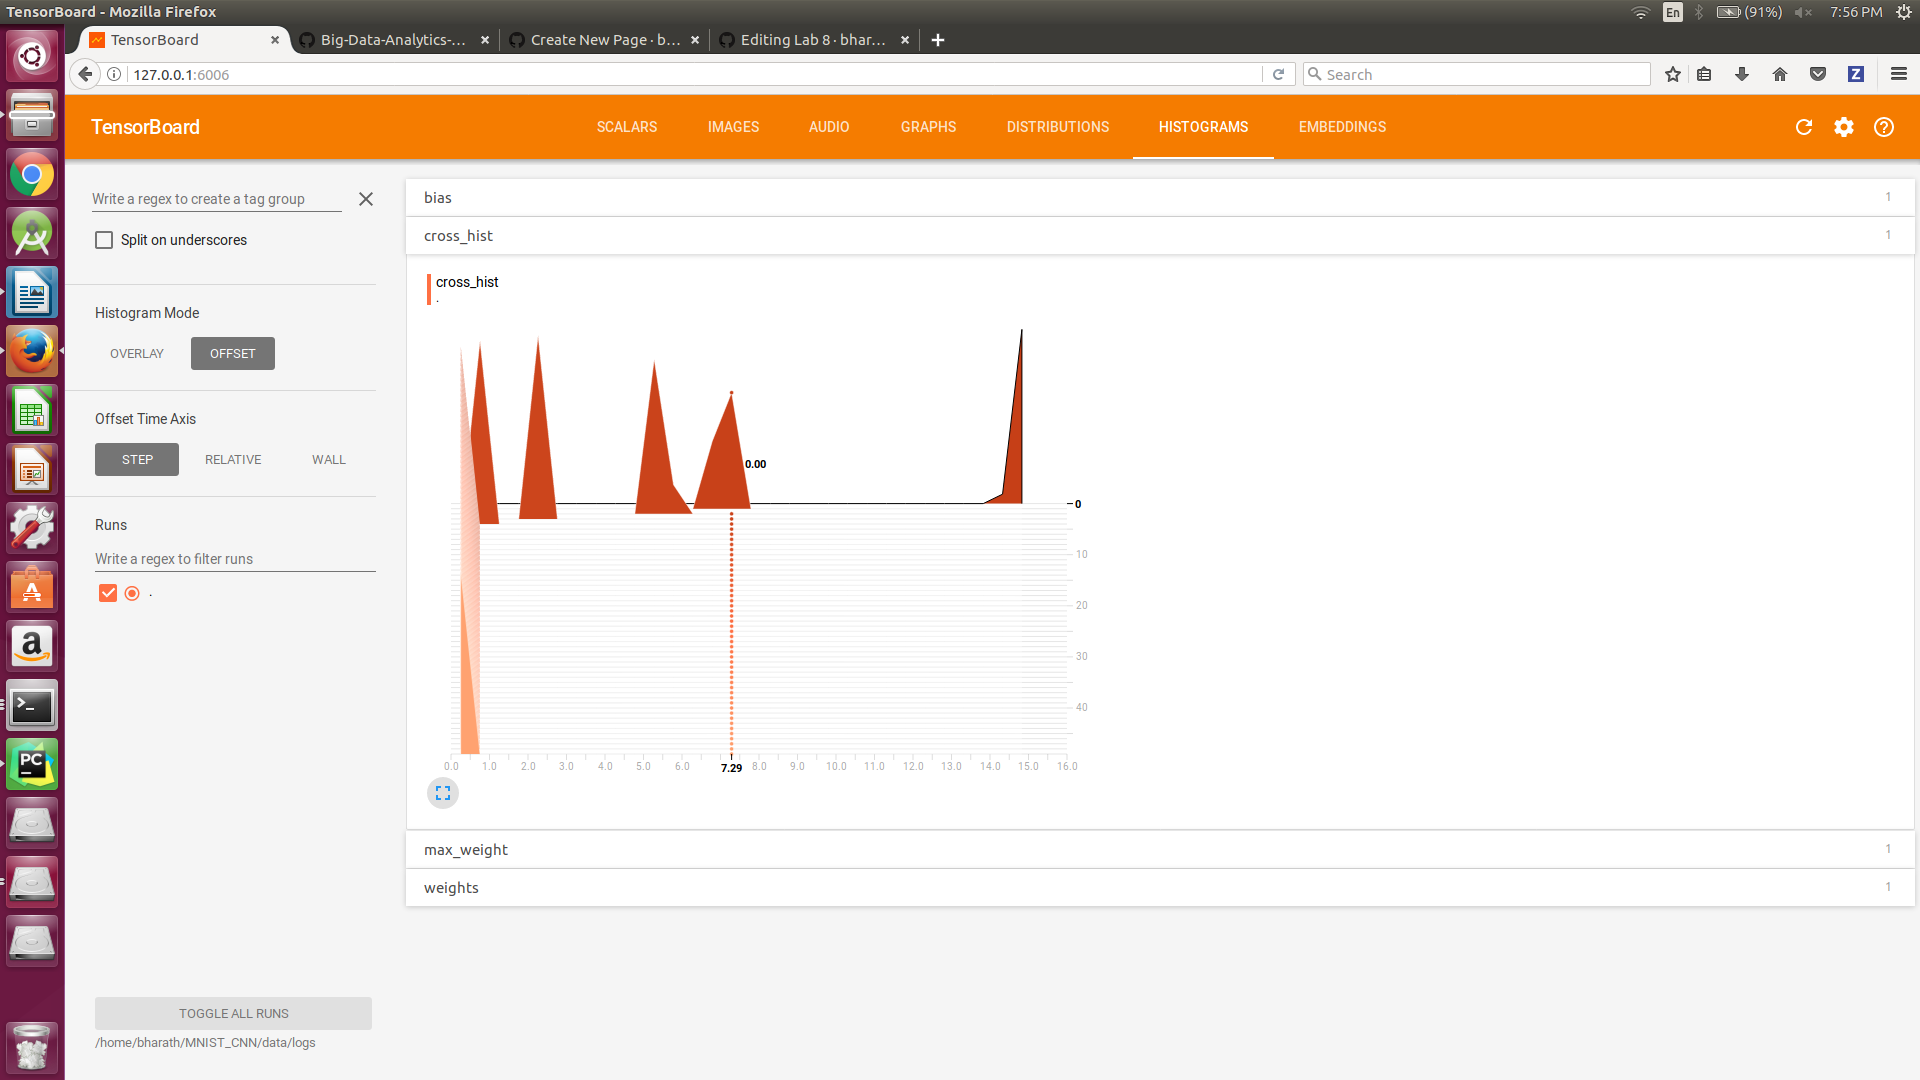 TensorBoard - Mozilla Firefox
En
(91%)
7:56 PM
TensorBoard
Big-Data-Analytics-...
Create New Page · b...
Editing Lab 8 · bhar...
127.0.0.1:6006
Search
Z
TensorBoard
SCALARS
IMAGES
AUDIO
GRAPHS
DISTRIBUTIONS
HISTOGRAMS
EMBEDDINGS
Write a regex to create a tag group
Split on underscores
Histogram Mode
OVERLAY
OFFSET
Offset Time Axis
STEP
RELATIVE
WALL
Runs
Write a regex to filter runs
.
TOGGLE ALL RUNS
/home/bharath/MNIST_CNN/data/logs
bias
1
cross_hist
1
cross_hist
.
0.00
0
10
20
30
40
0.0 1.0 2.0 3.0 4.0 5.0 6.0 7.29 8.0 9.0 10.0 11.0 12.0 13.0 14.0 15.0 16.0
max_weight
1
weights
1
a
>_
PC
A